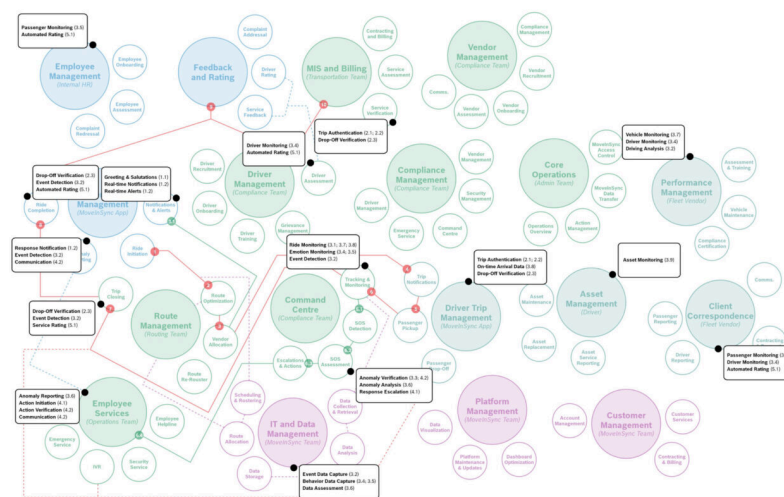 Passenger Monitoring (3.5)
Automated Rating (5.1)
Employee
Management
(Internal HR)
Employee
Onboarding
Employee
Assessment
Complaint
Redressal
Complaint
Addressal
Feedback
and Rating
Driver
Rating
Service
Feedback
MIS and Billing
(Transportation Team)
Contracting
and Billing
Service
Assessment
Service
Verification
Vendor
Management
(Compliance Team)
Compliance
Management
Vendor
Recruitment
Vendor
Onboarding
Vendor
Assessment
Comms.
Trip Authentication (2.1; 2.2)
Drop-Off Verification (2.3)
Driver Monitoring (3.4)
Automated Rating (5.1)
Vehicle Monitoring (3.7)
Driver Monitoring (3.4)
Driving Analysis (3.2)
Drop-Off Verification (2.3)
Event Detection (3.2)
Automated Rating (5.1)
Greeting & Salutations (1.1)
Real-time Notifications (1.2)
Real-time Alerts (1.2)
Ride
Completion
Management
(MoveInSync App)
Notifications
& Alerts
Driver
Recruitment
Driver
Onboarding
Driver
Training
Driver
Management
(Compliance Team)
Driver
Assessment
Grievance
Management
Driver
Management
Compliance
Management
(Compliance Team)
Vendor
Management
Security
Management
Command
Centre
Emergency
Service
Core
Operations
(Admin Team)
MoveInSync
Access
Control
MoveInSync
Data
Transfer
Action
Management
Operations
Overview
Performance
Management
(Fleet Vendor)
Assessment
& Training
Vehicle
Maintenance
Compliance
Certification
Response Notification (1.2)
Event Detection (3.2)
Communication (4.2)
Ride
Initiation
Ride Monitoring (3.1; 3.7, 3.8)
Emotion Monitoring (3.4, 3.5)
Event Detection (3.2)
Tracking &
Monitoring
Trip
Notifications
Trip Authentication (2.1; 2.2)
On-time Arrival Data (3.8)
Drop-Off Verification (2.3)
Asset Monitoring (3.9)
Trip
Closing
Drop-Off Verification (2.3)
Event Detection (3.2)
Service Rating (5.1)
Route
Management
(Routing Team)
Route
Optimisation
Vendor
Allocation
Route
Re-Reouter
Command
Centre
(Compliance Team)
SOS
Detection
SOS
Assessment
Escalations
& Actions
Passenger
Pickup
Passenger
Drop-Off
Driver Trip
Management
(MoveInSync App)
Asset
Maintenance
Asset
Replacement
Asset
Management
(Driver)
Asset Service
Reporting
Passenger
Reporting
Driver
Reporting
Client
Correspondence
(Fleet Vendor)
Comms.
Driver Monitoring (3.4)
Automated Rating (5.1)
Anomaly Verification (3.3; 4.2)
Anomaly Analysis (3.6)
Response Escalation (4.1)
Anomaly Reporting (3.6)
Action Initiation (4.1)
Action Verification (4.2)
Communication (4.2)
Employee
Services
(Operations Team)
Employee
Helpline
Security
Service
IVR
Emergency
Service
Scheduling
& Routing
Route
Allocation
Data
Storage
IT and Data
Management
(MoveInSync Team)
Data
Collection
& Retrieval
Data
Analysis
Event Data Capture (3.2)
Behavior Data Capture (3.4, 3.5)
Data Assessment (3.6)
Data
Visualization
Platform
Maintenance
& Updates
Platform
Management
(MoveInSync Team)
Dashboard
Optimisation
Account
Management
Customer
Management
(MoveInSync Team)
Customer
Services
Contracting
& Billing